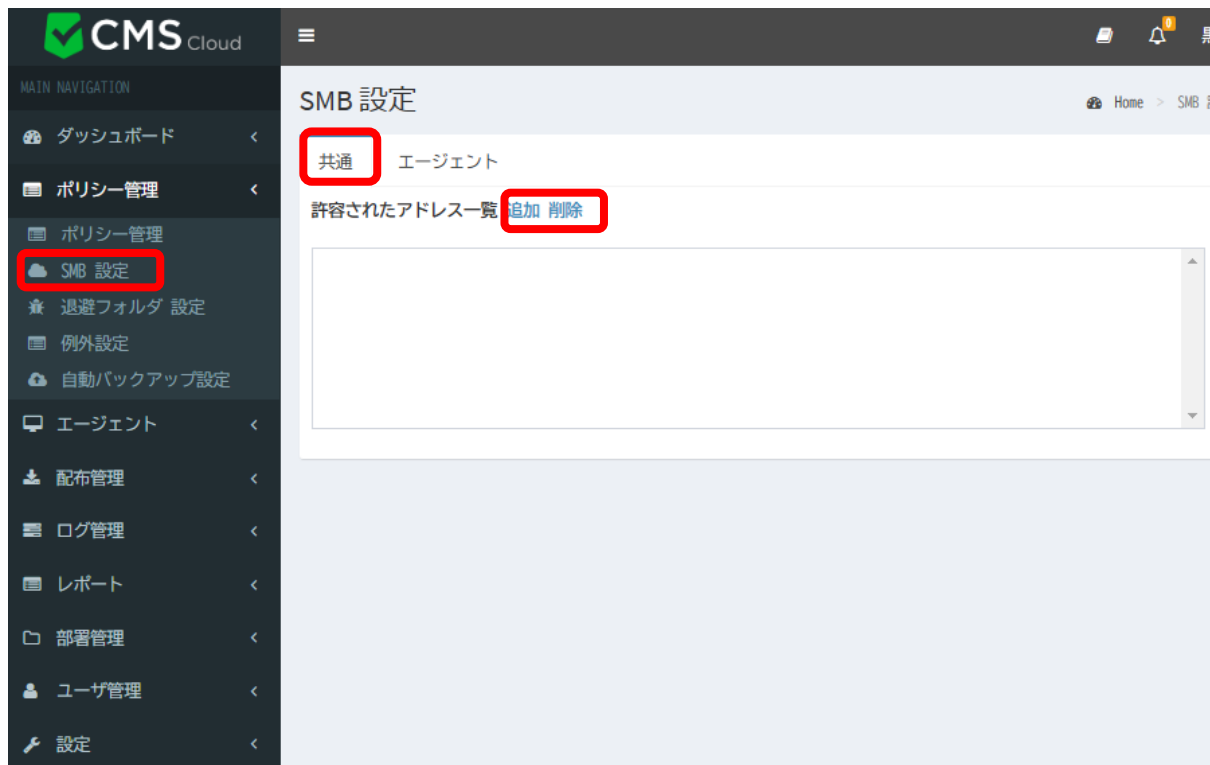 CMS Cloud
0
黒
MAIN NAVIGATION
ダッシュボード
ポリシー管理
ポリシー管理
SMB 設定
退避フォルダ 設定
例外設定
自動バックアップ設定
エージェント
配布管理
ログ管理
レポート
部署管理
ユーザ管理
設定
SMB 設定
Home > SMB
共通 エージェント
許容されたアドレス一覧 追加 削除